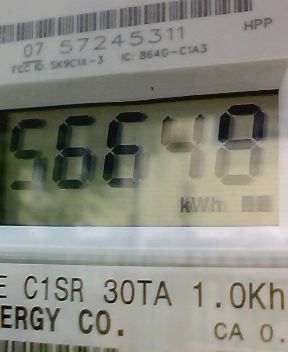 07 57245311
HPP
FCC ID: SK9C1A-3 IC: 864G-C1A3
56648
kWh
E C1SR 30TA 1.0Kh
ERGY CO.
CA 0.